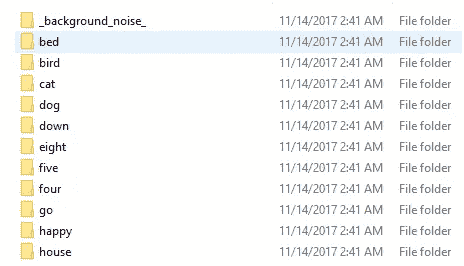 _background_noise_ 11/14/2017 2:41 AM File folder
bed 11/14/2017 2:41 AM File folder
bird 11/14/2017 2:41 AM File folder
cat 11/14/2017 2:41 AM File folder
dog 11/14/2017 2:41 AM File folder
down 11/14/2017 2:41 AM File folder
eight 11/14/2017 2:41 AM File folder
five 11/14/2017 2:41 AM File folder
four 11/14/2017 2:41 AM File folder
go 11/14/2017 2:41 AM File folder
happy 11/14/2017 2:41 AM File folder
house 11/14/2017 2:41 AM File folder